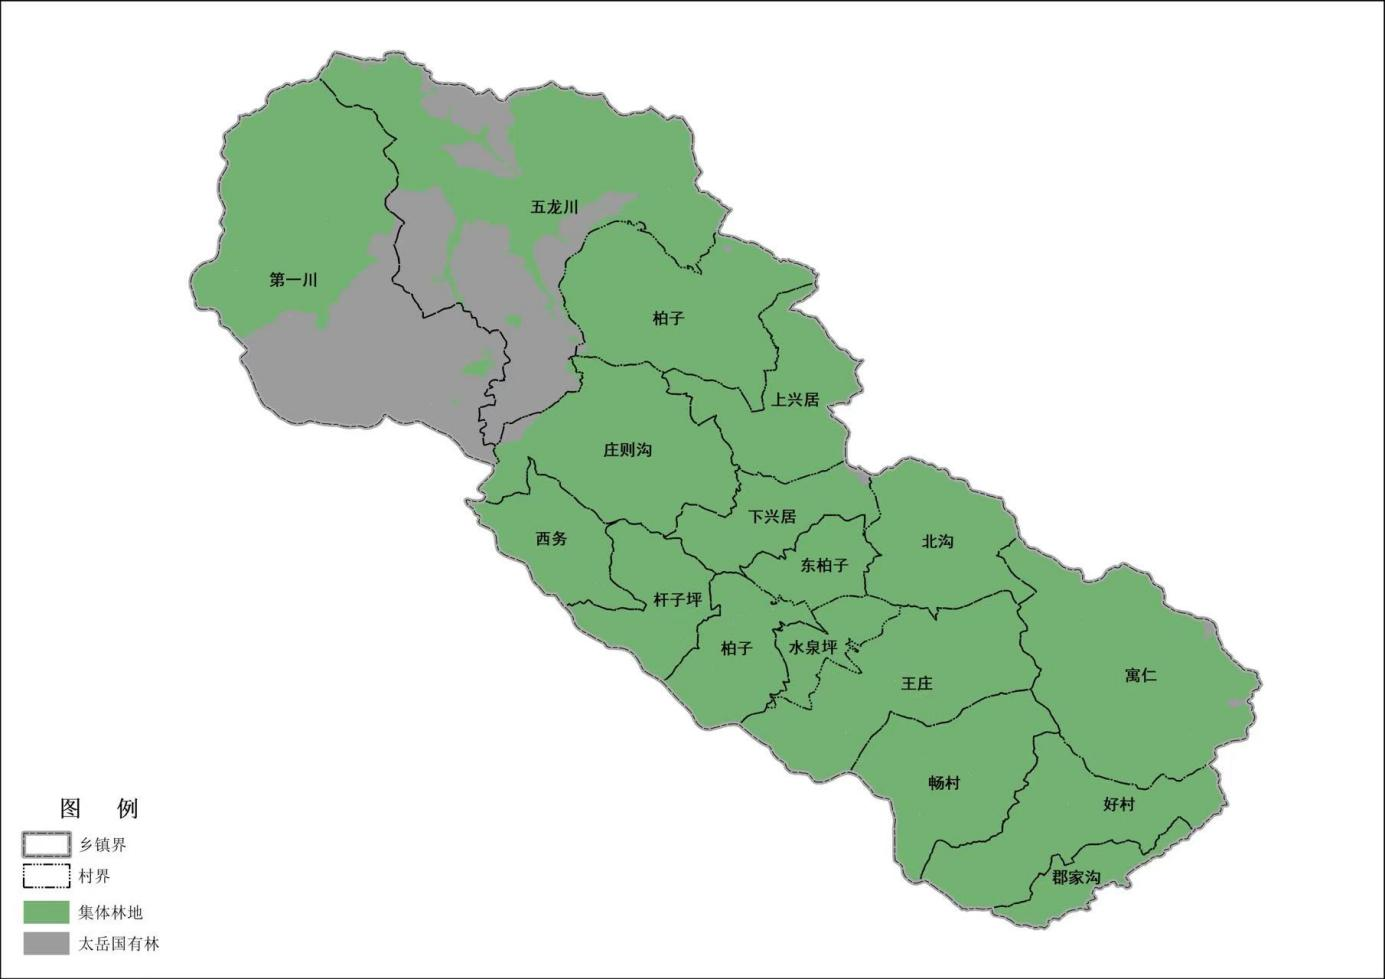 五龙川
第一川
柏子
上兴居
庄则沟
下兴居
西务
北沟
东柏子
杆子坪
柏子
水泉坪
寓仁
王庄
畅村
好村
郡家沟
图 例
乡镇界
村界
集体林地
太岳国有林